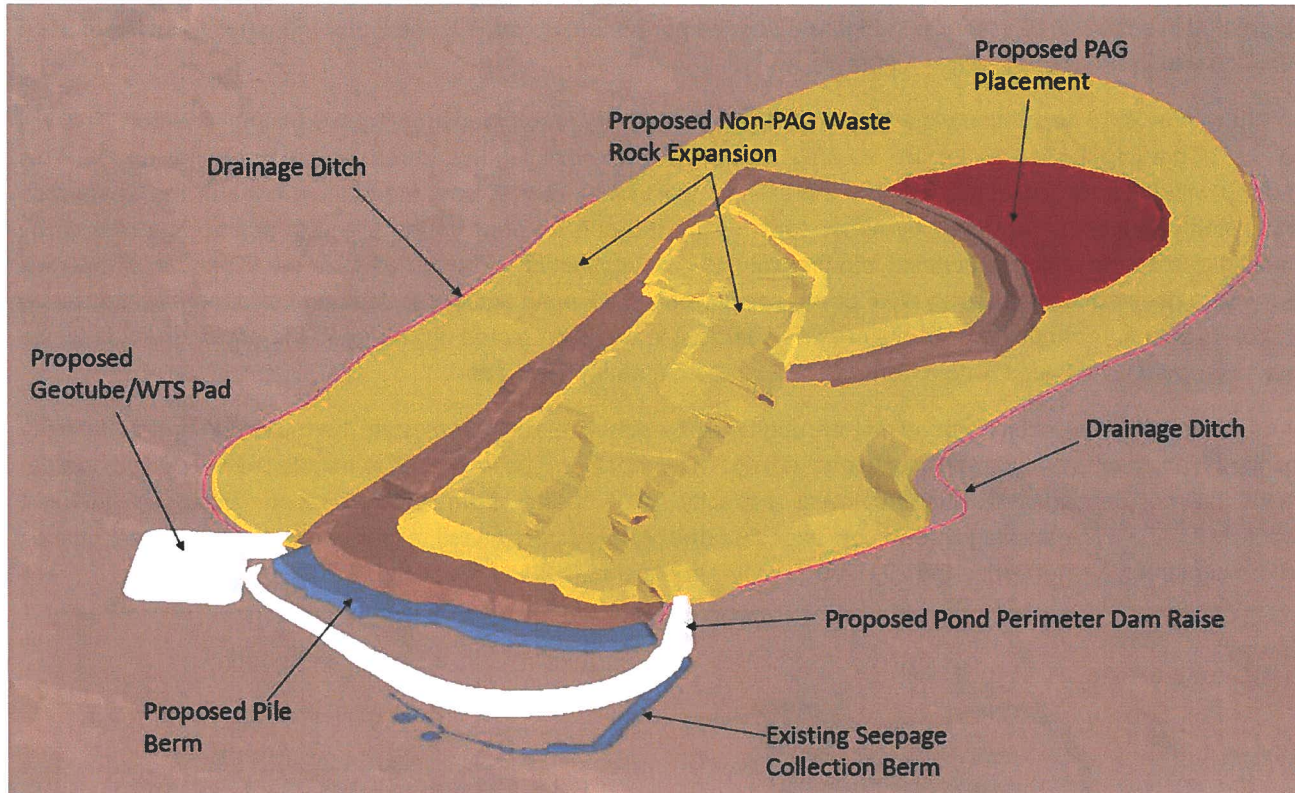 Proposed PAG
Placement
Proposed Non-PAG Waste
Rock Expansion
Drainage Ditch
Proposed
Geotube/WTS Pad
Drainage Ditch
Proposed Pond Perimeter Dam Raise
Proposed Pile
Berm
Existing Seepage
Collection Berm